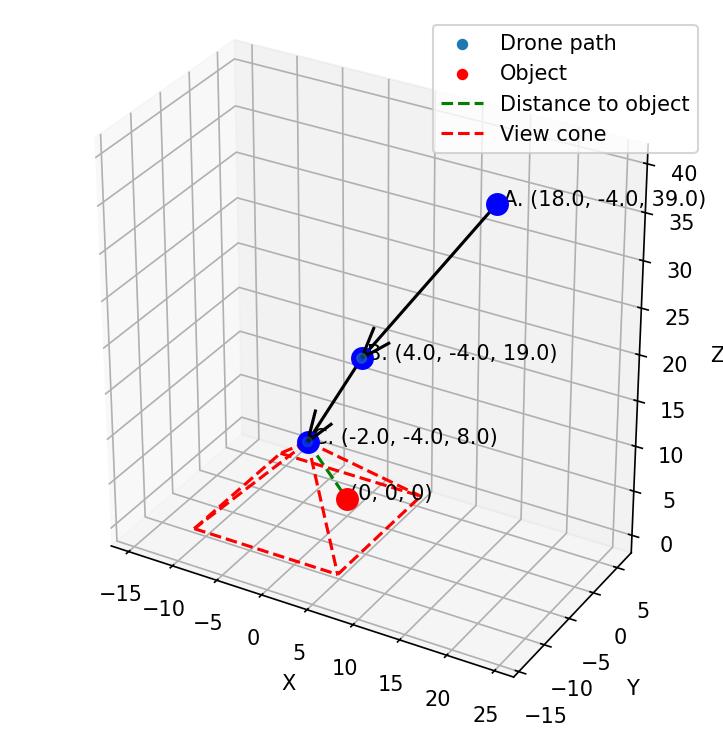 Drone path
Object
Distance to object
View cone
A. (18.0, -4.0, 39.0)
B. (4.0, -4.0, 19.0)
C. (-2.0, -4.0, 8.0)
(0, 0, 0)
40
35
30
25
20
15
10
5
0
Z
−15
−10
−5
0
5
10
15
20
25
X
5
0
−5
−10
−15
Y